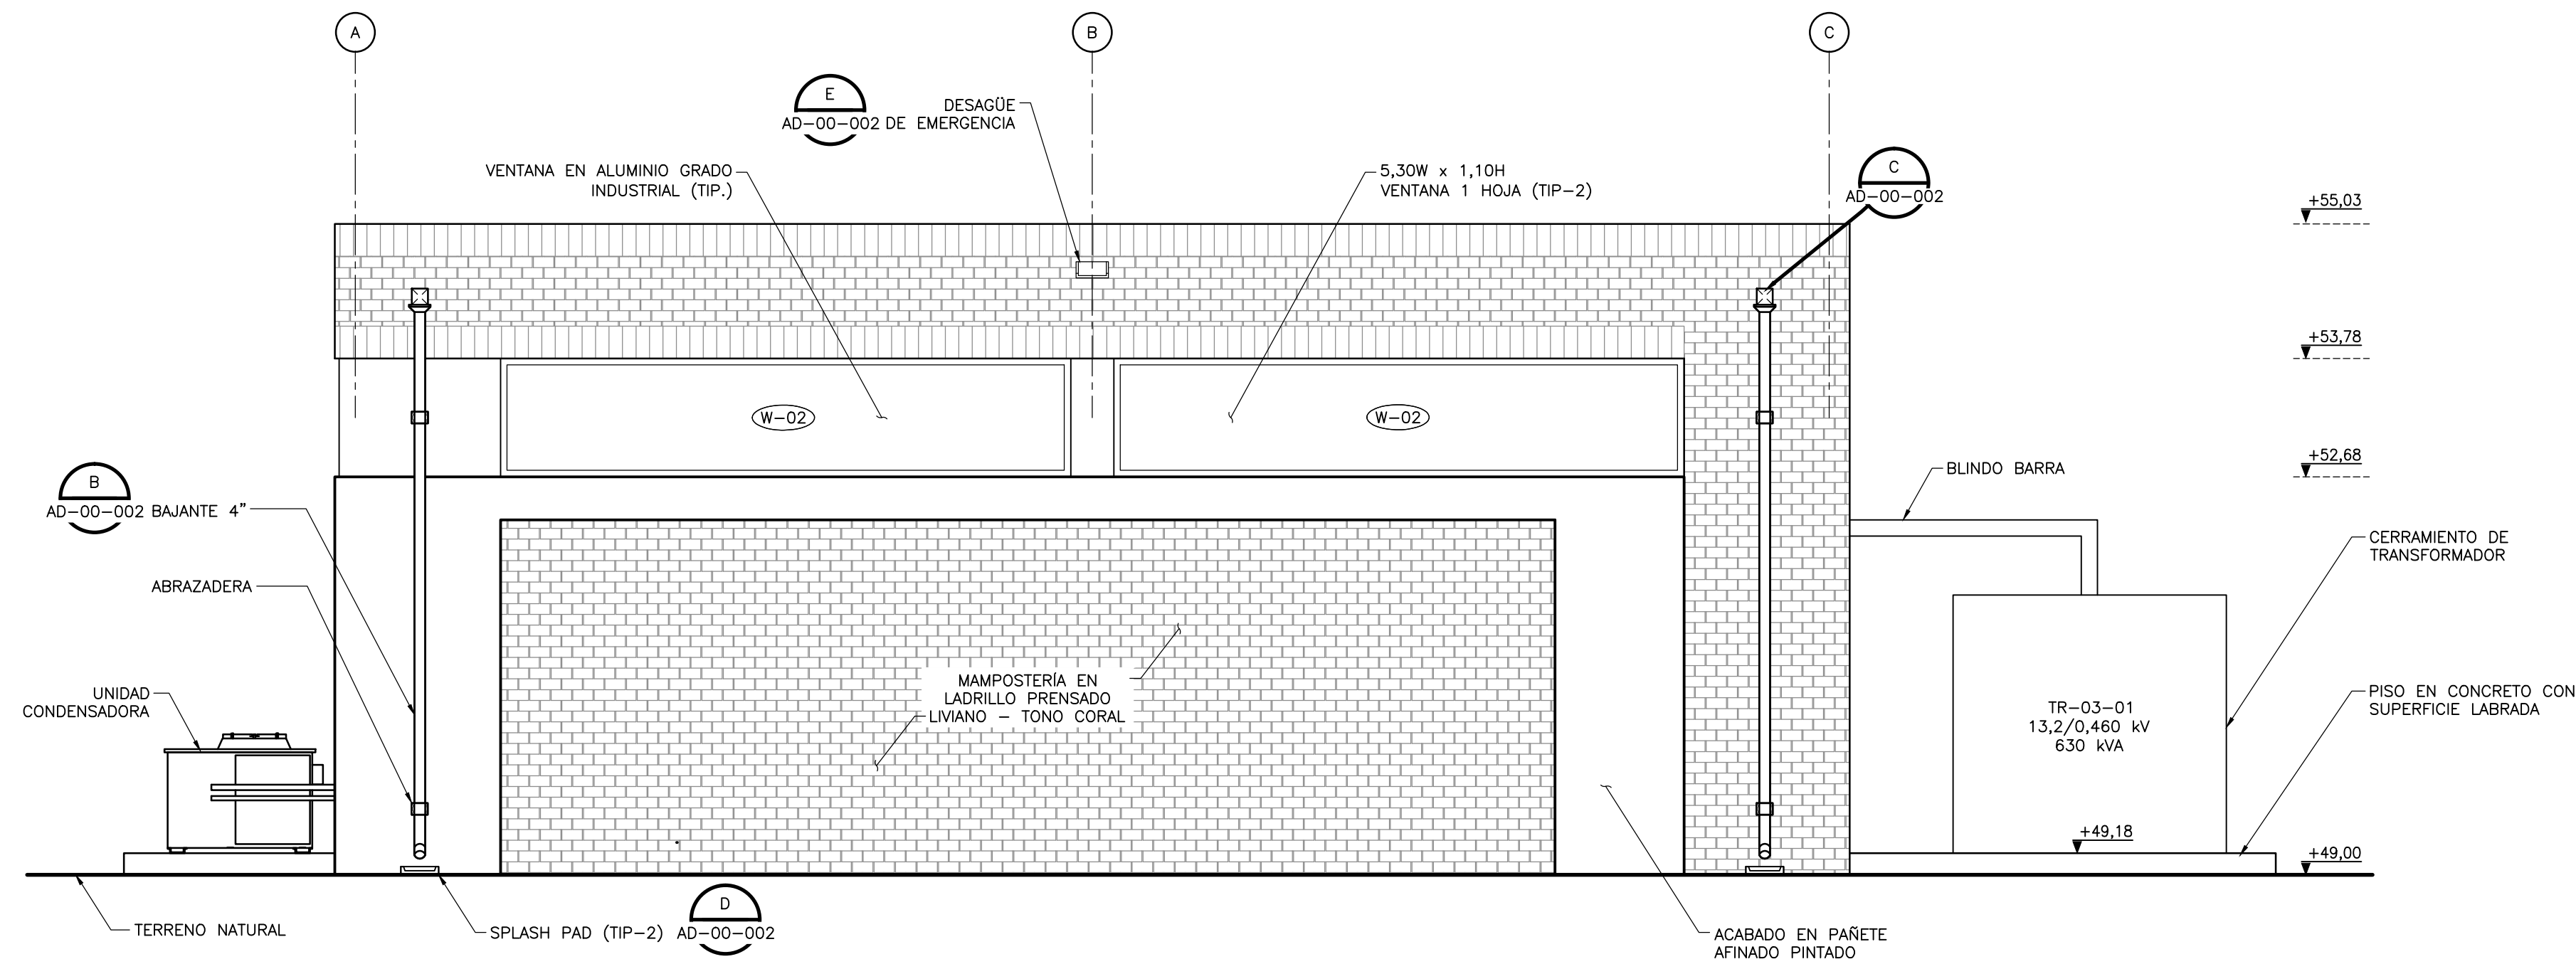 A
B
C
E
AD-00-002
DESAGÜE
DE EMERGENCIA
VENTANA EN ALUMINIO GRADO
INDUSTRIAL (TIP.)
5,30W x 1,10H
VENTANA 1 HOJA (TIP-2)
C
AD-00-002
+55,03
+53,78
W-02
W-02
+52,68
BLINDO BARRA
B
AD-00-002
BAJANTE 4”
CERRAMIENTO DE
TRANSFORMADOR
ABRAZADERA
MAMPOSTERÍA EN
LADRILLO PRENSADO
LIVIANO – TONO CORAL
UNIDAD
CONDENSADORA
TR-03-01
13,2/0,460 kV
630 kVA
PISO EN CONCRETO CON
SUPERFICIE LABRADA
+49,18
+49,00
TERRENO NATURAL
SPLASH PAD (TIP-2)
D
AD-00-002
ACABADO EN PAÑETE
AFINADO PINTADO